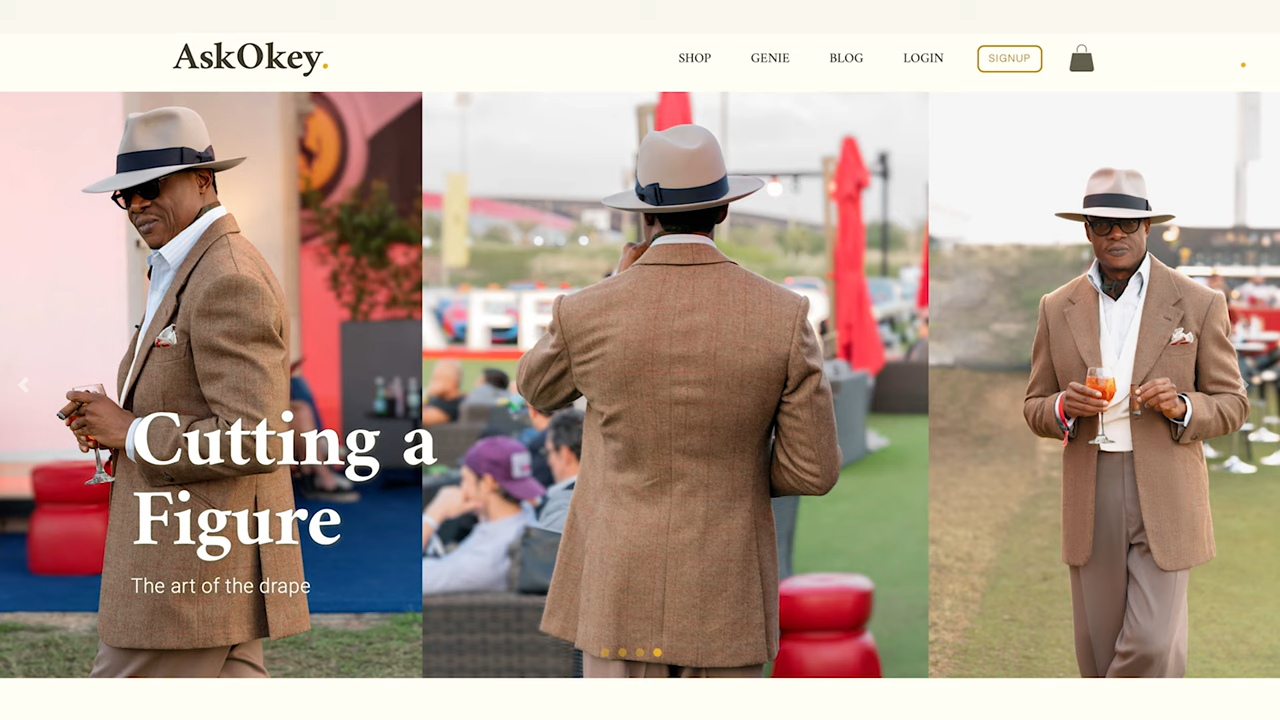 AskOkey.
SHOP GENIE BLOG LOGIN SIGNUP
Cutting a
Figure
The art of the drape